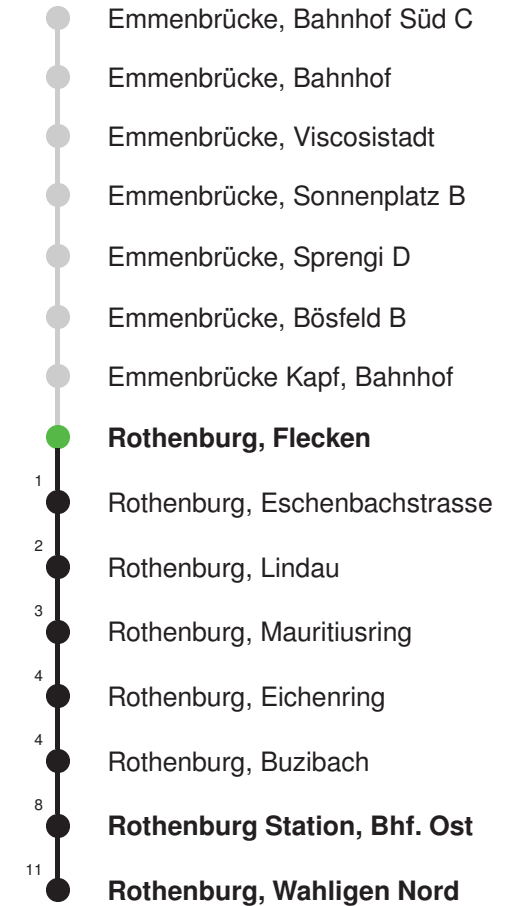 Emmenbrücke, Bahnhof Süd C
Emmenbrücke, Bahnhof
Emmenbrücke, Viscosistadt
Emmenbrücke, Sonnenplatz B
Emmenbrücke, Sprengi D
Emmenbrücke, Bösfeld B
Emmenbrücke Kapf, Bahnhof
Rothenburg, Flecken
1 Rothenburg, Eschenbachstrasse
2 Rothenburg, Lindau
3 Rothenburg, Mauritiusring
4 Rothenburg, Eichenring
4 Rothenburg, Buzibach
8 Rothenburg Station, Bhf. Ost
11 Rothenburg, Wahligen Nord